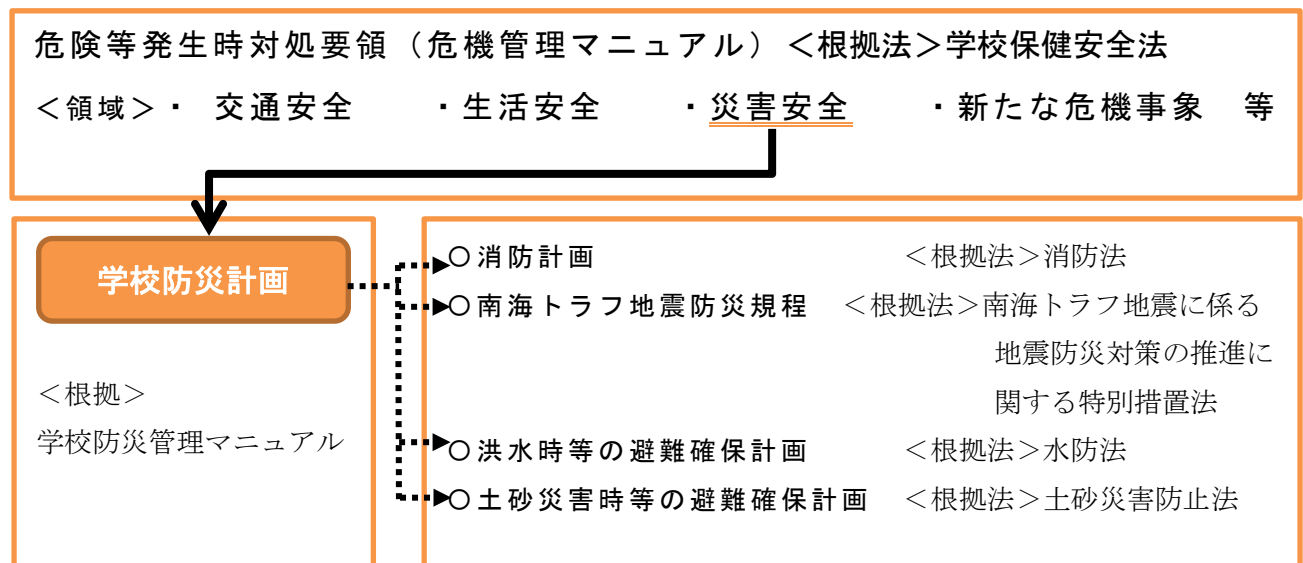 危険等発生時対処要領（危機管理マニュアル）＜根拠法＞学校保健安全法
＜領域＞・ 交通安全 ・生活安全 ・災害安全 ・新たな危機事象 等
学校防災計画
＜根拠＞
学校防災管理マニュアル
〇消防計画 ＜根拠法＞消防法
〇南海トラフ地震防災規程 ＜根拠法＞南海トラフ地震に係る
地震防災対策の推進に
関する特別措置法
〇洪水時等の避難確保計画 ＜根拠法＞水防法
〇土砂災害時等の避難確保計画 ＜根拠法＞土砂災害防止法